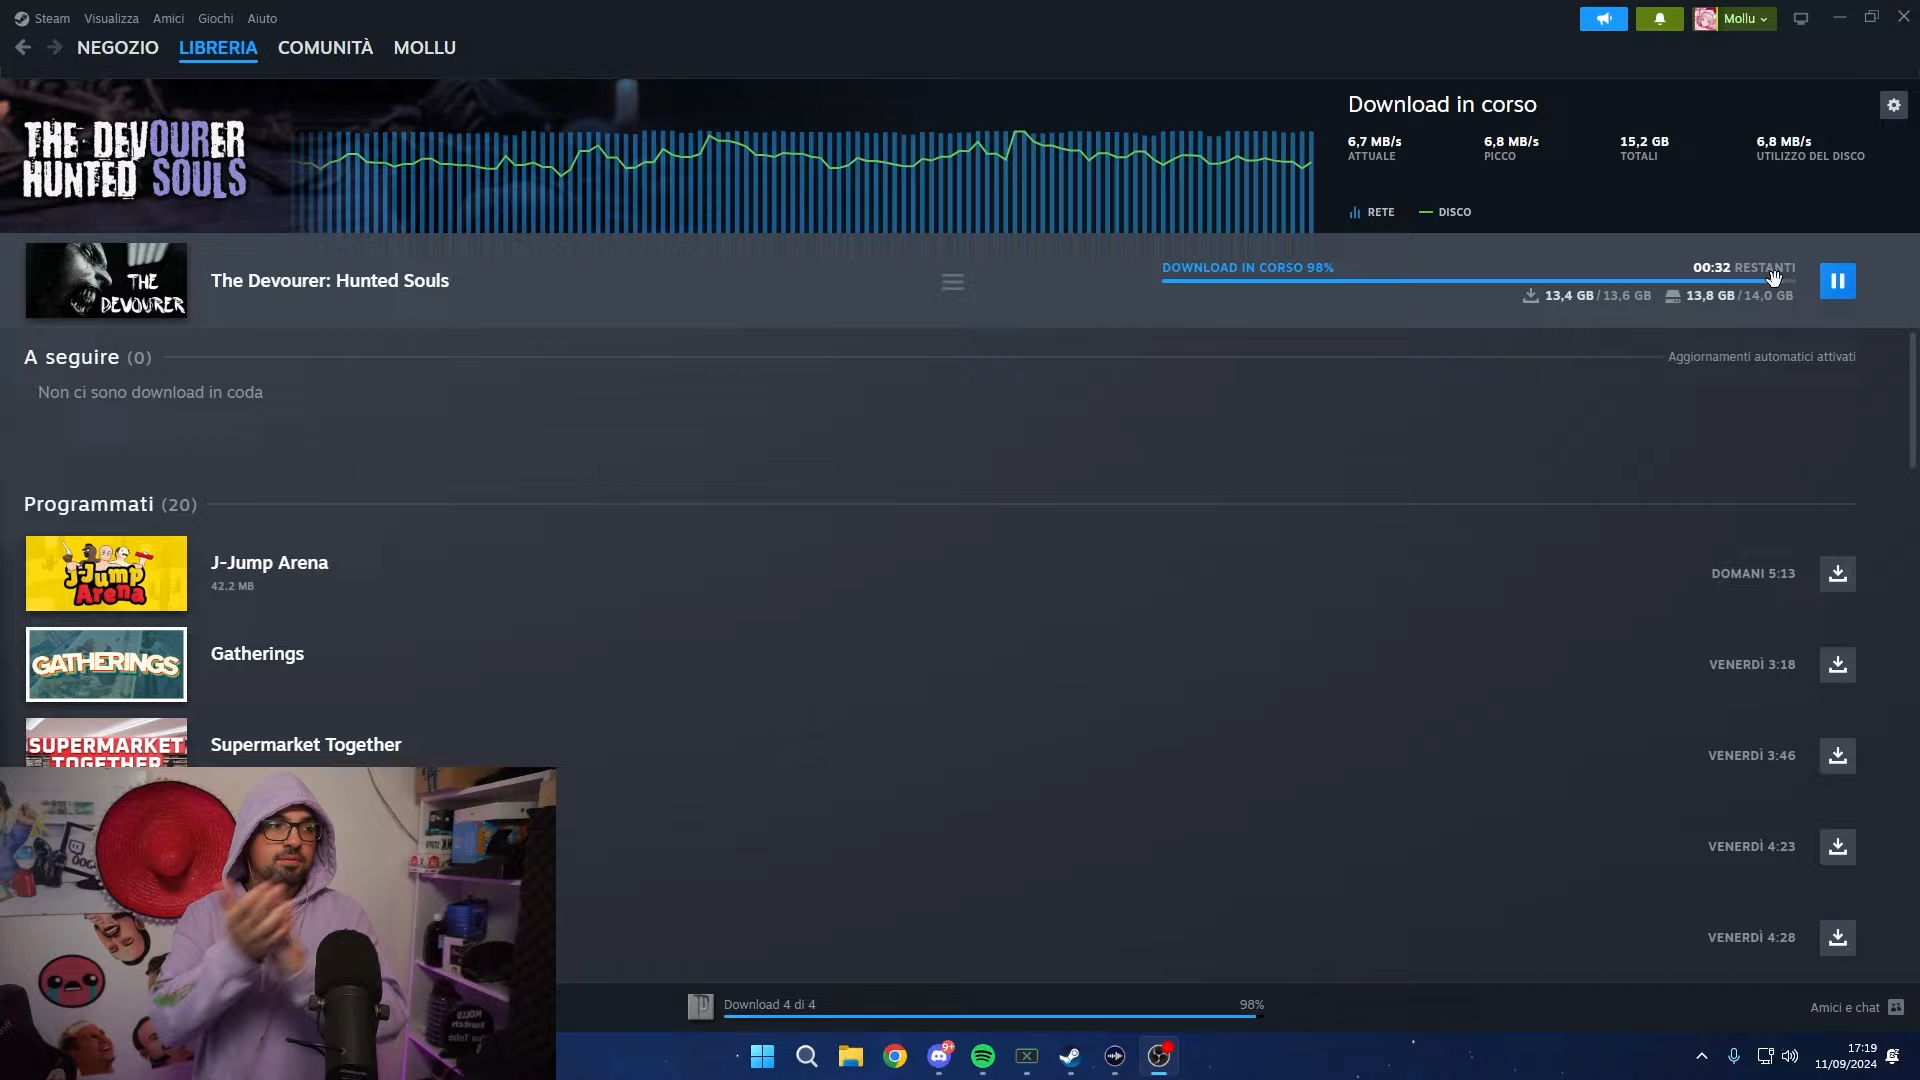 Steam Visualizza Amici Giochi Aiuto
Mollu
NEGOZIO LIBRERIA COMUNITÀ MOLLU
THE DEVOURER
HUNTED SOULS
Download in corso
6,7 MB/s 6,8 MB/s 15,2 GB 6,8 MB/s
ATTUALE PICCO TOTALI UTILIZZO DEL DISCO
RETE DISCO
THE
DEVOURER
The Devourer: Hunted Souls
DOWNLOAD IN CORSO 98%
00:32 RESTANTI
13,4 GB / 13,6 GB 13,8 GB / 14,0 GB
A seguire (0)
Aggiornamenti automatici attivati
Non ci sono download in coda
Programmati (20)
J-Jump
Arena
J-Jump Arena
42,2 MB
DOMANI 5:13
GATHERINGS
Gatherings
VENERDÌ 3:18
SUPERMARKET
TOGETHER
Supermarket Together
VENERDÌ 3:46
VENERDÌ 4:23
VENERDÌ 4:28
Download 4 di 4
98%
Amici e chat
9+
17:19
11/09/2024